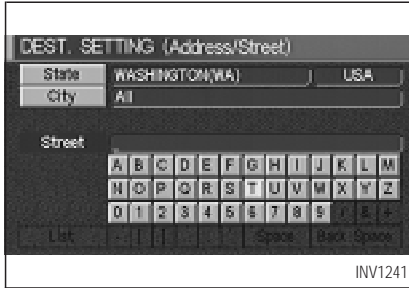 DEST. SETTING (Address/Street)
State WASHINGTON(WA) USA
City All
Street
A B C D E F G H I J K L M
N O P Q R S T U V W X Y Z
0 1 2 3 4 5 6 7 8 9 / & +
List - [ ] . ' Space Back Space
INV1241